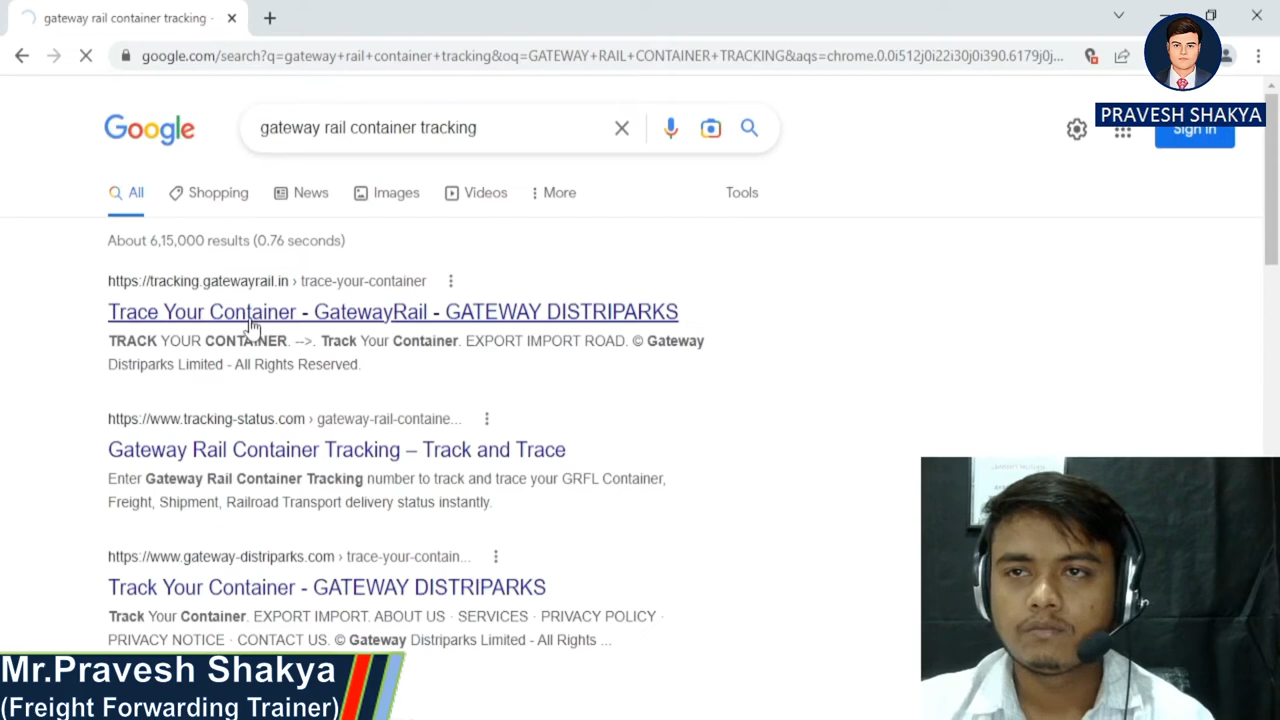 gateway rail container tracking -
google.com/search?q=gateway+rail+container+tracking&oq=GATEWAY+RAIL+CONTAINER+TRACKING&aqs=chrome.0.0i512j0i22i30j0i390.6179j0j...
PRAVESH SHAKYA
Google
gateway rail container tracking
Sign in
All
Shopping
News
Images
Videos
More
Tools
About 6,15,000 results (0.76 seconds)
https://tracking.gatewayrail.in › trace-your-container
Trace Your Container - GatewayRail - GATEWAY DISTRIPARKS
TRACK YOUR CONTAINER. -->. Track Your Container. EXPORT IMPORT ROAD. © Gateway
Distriparks Limited - All Rights Reserved.
https://www.tracking-status.com › gateway-rail-containe...
Gateway Rail Container Tracking – Track and Trace
Enter Gateway Rail Container Tracking number to track and trace your GRFL Container,
Freight, Shipment, Railroad Transport delivery status instantly.
https://www.gateway-distriparks.com › trace-your-contain...
Track Your Container - GATEWAY DISTRIPARKS
Track Your Container. EXPORT IMPORT. ABOUT US · SERVICES · PRIVACY POLICY ·
PRIVACY NOTICE · CONTACT US. © Gateway Distriparks Limited - All Rights ...
Mr.Pravesh Shakya
(Freight Forwarding Trainer)